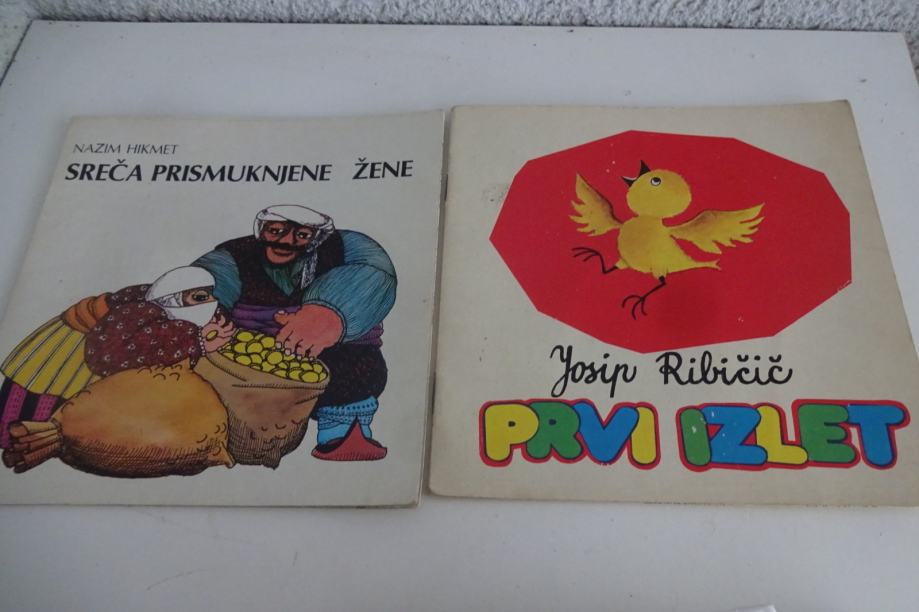 NAZIM HIKMET
SREČA PRISMUKNJENE ŽENE
Josip Ribičič
PRVI IZLET